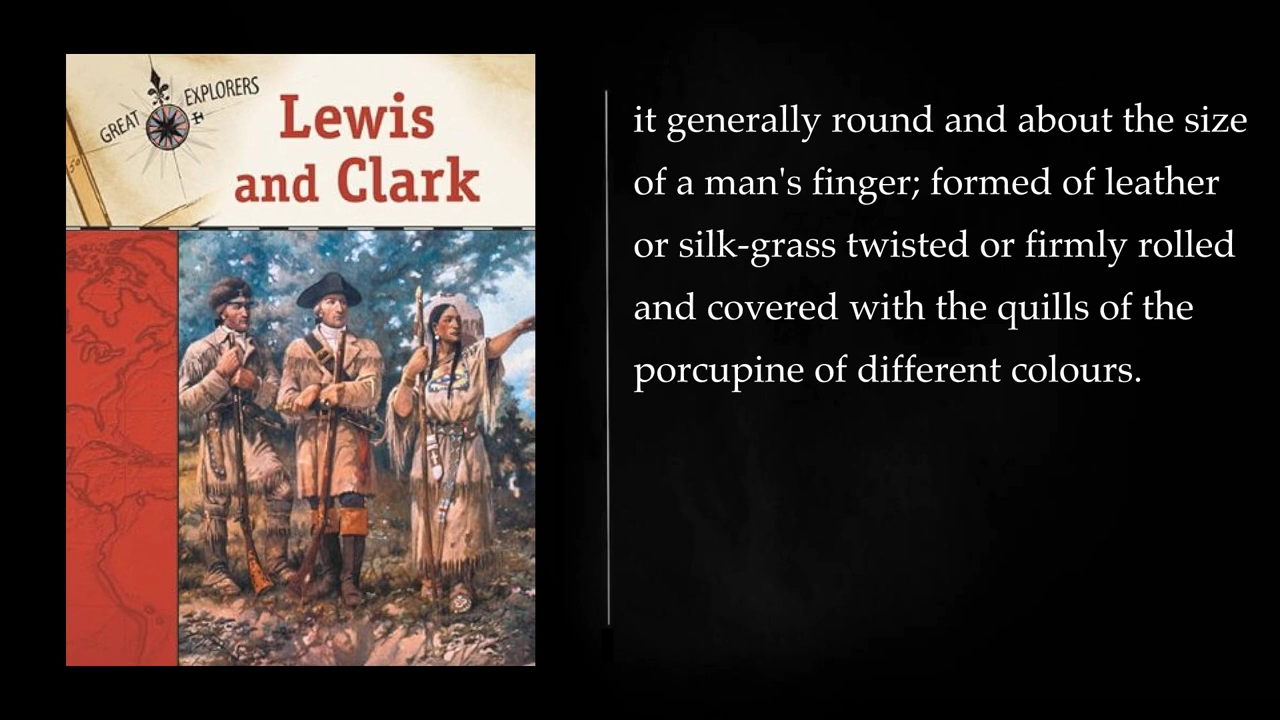 GREAT EXPLORERS
Lewis
and Clark
50
it generally round and about the size
of a man's finger; formed of leather
or silk-grass twisted or firmly rolled
and covered with the quills of the
porcupine of different colours.